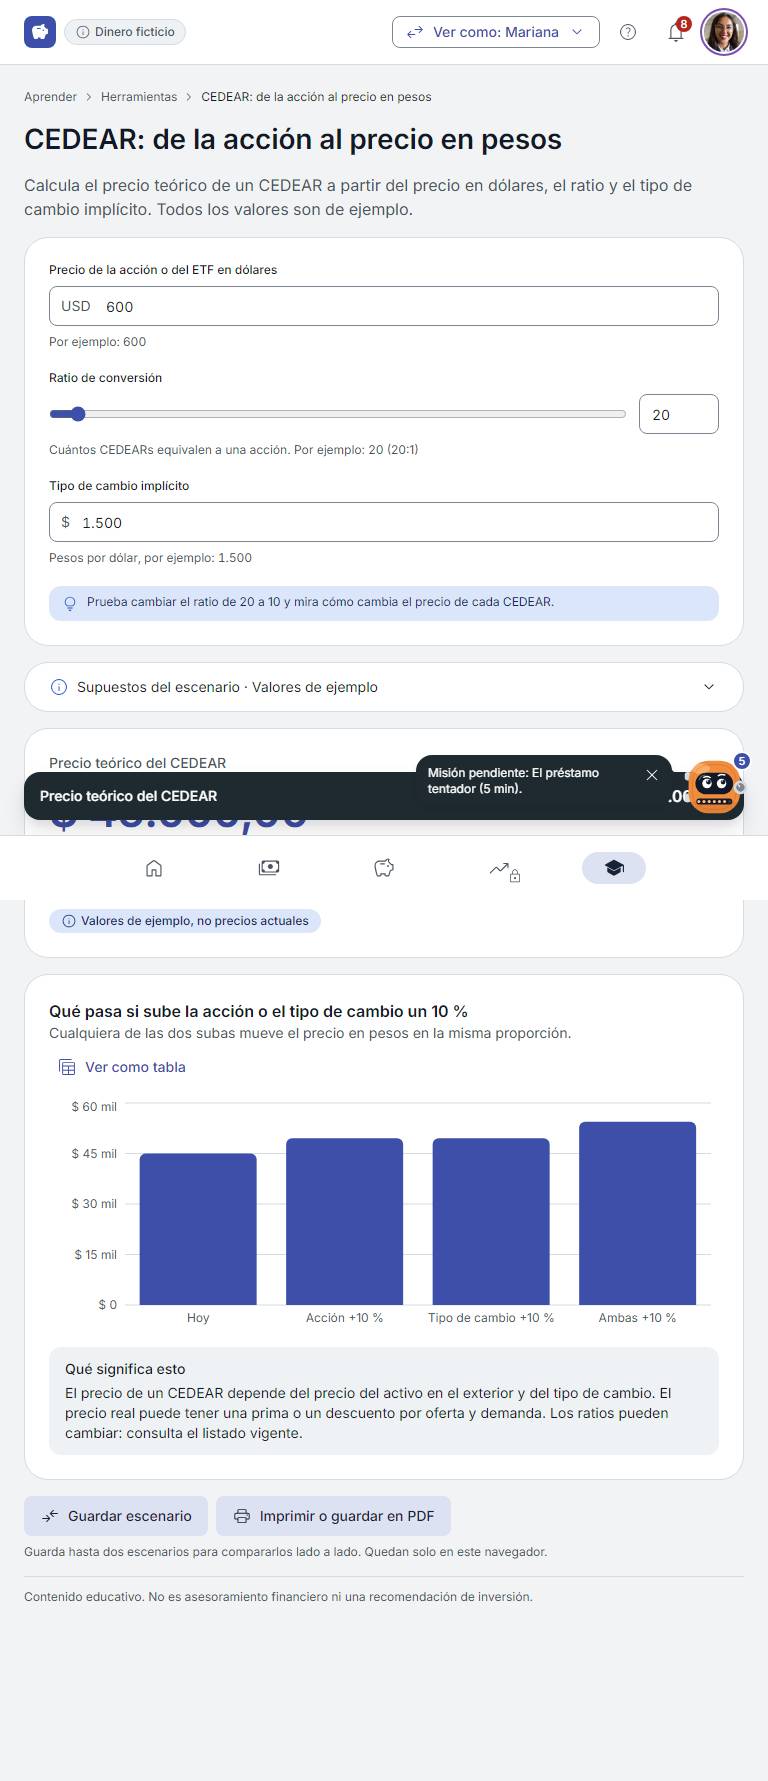 Dinero ficticio
Ver como: Mariana
8
Aprender
Herramientas
CEDEAR: de la acción al precio en pesos
CEDEAR: de la acción al precio en pesos
Calcula el precio teórico de un CEDEAR a partir del precio en dólares, el ratio y el tipo de
cambio implícito. Todos los valores son de ejemplo.
Precio de la acción o del ETF en dólares
USD 600
Por ejemplo: 600
Ratio de conversión
20
Cuántos CEDEARs equivalen a una acción. Por ejemplo: 20 (20:1)
Tipo de cambio implícito
$ 1.500
Pesos por dólar, por ejemplo: 1.500
Prueba cambiar el ratio de 20 a 10 y mira cómo cambia el precio de cada CEDEAR.
Supuestos del escenario · Valores de ejemplo
Precio teórico del CEDEAR
Misión pendiente: El préstamo
tentador (5 min).
5
Precio teórico del CEDEAR
Valores de ejemplo, no precios actuales
Qué pasa si sube la acción o el tipo de cambio un 10 %
Cualquiera de las dos subas mueve el precio en pesos en la misma proporción.
Ver como tabla
$ 60 mil
$ 45 mil
$ 30 mil
$ 15 mil
$ 0
Hoy
Acción +10 %
Tipo de cambio +10 %
Ambas +10 %
Qué significa esto
El precio de un CEDEAR depende del precio del activo en el exterior y del tipo de cambio. El
precio real puede tener una prima o un descuento por oferta y demanda. Los ratios pueden
cambiar: consulta el listado vigente.
Guardar escenario
Imprimir o guardar en PDF
Guarda hasta dos escenarios para compararlos lado a lado. Quedan solo en este navegador.
Contenido educativo. No es asesoramiento financiero ni una recomendación de inversión.